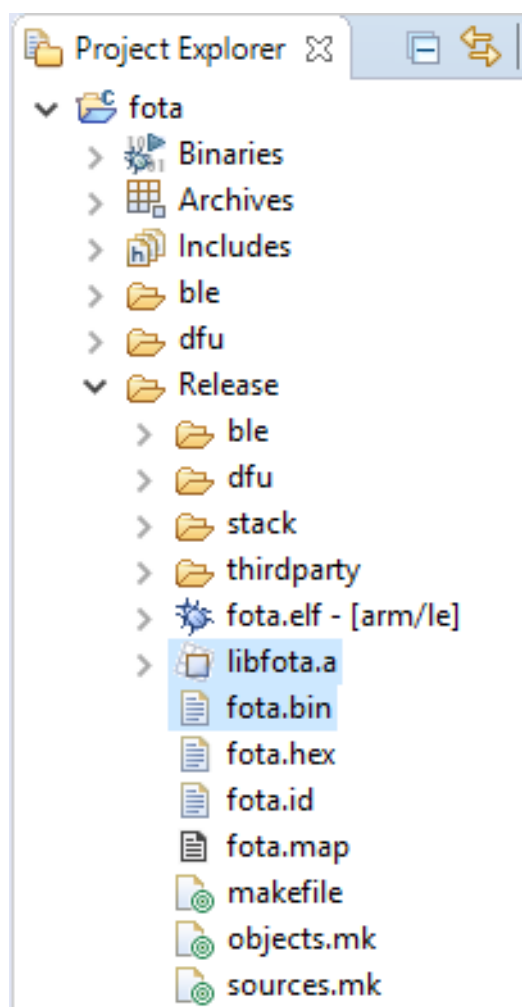 Project Explorer
fota
Binaries
Archives
Includes
ble
dfu
Release
ble
dfu
stack
thirdparty
fota.elf - [arm/le]
libfota.a
fota.bin
fota.hex
fota.id
fota.map
makefile
objects.mk
sources.mk